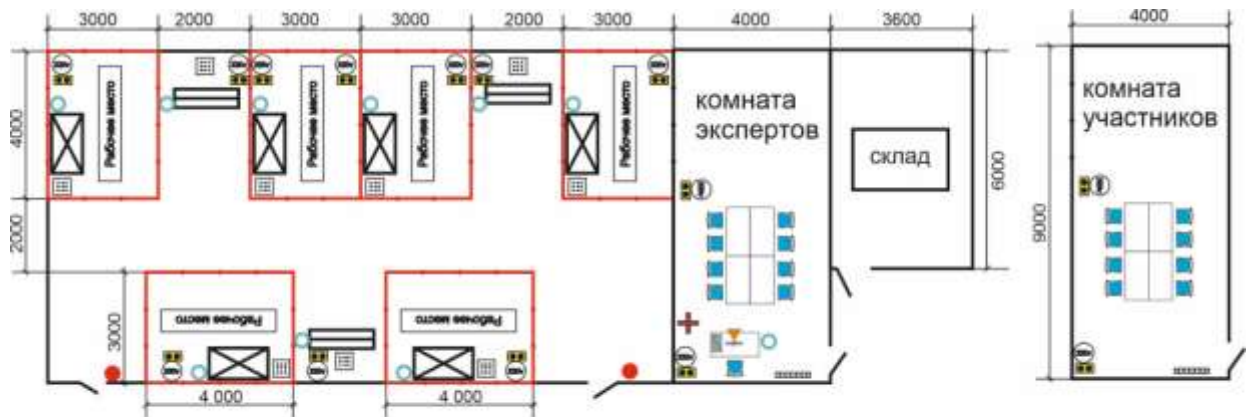 3000
2000
3000
3000
2000
3000
4000
3600
4000
Рабочее место
Рабочее место
Рабочее место
Рабочее место
комната
экспертов
склад
комната
участников
4000
2000
6000
9000
Рабочее место
Рабочее место
3000
4 000
4 000